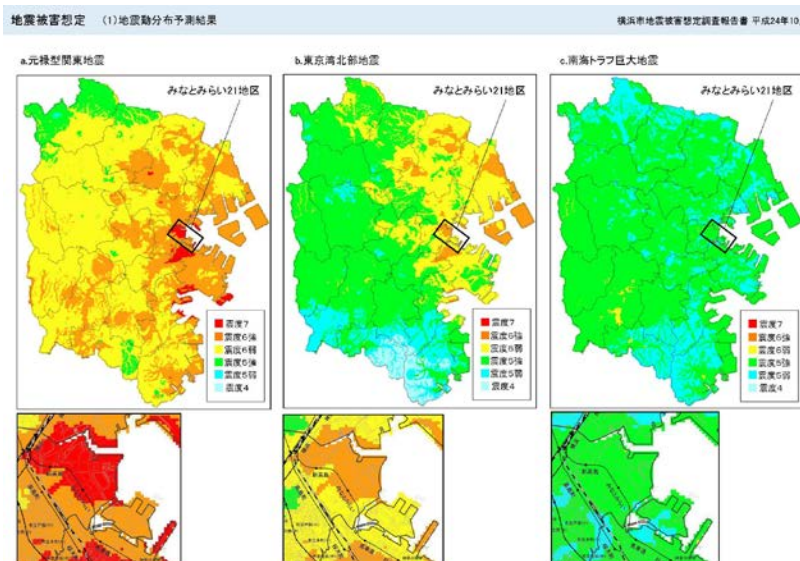 地震被害想定 (1)地震動分布予測結果
横浜市地震被害想定調査報告書 平成24年10
a.元禄型関東地震
b.東京湾北部地震
c.南海トラフ巨大地震
みなとみらい21地区
みなとみらい21地区
みなとみらい21地区
震度7
震度6強
震度6弱
震度5強
震度5弱
震度4
震度7
震度6強
震度6弱
震度5強
震度5弱
震度4
震度7
震度6強
震度6弱
震度5強
震度5弱
震度4